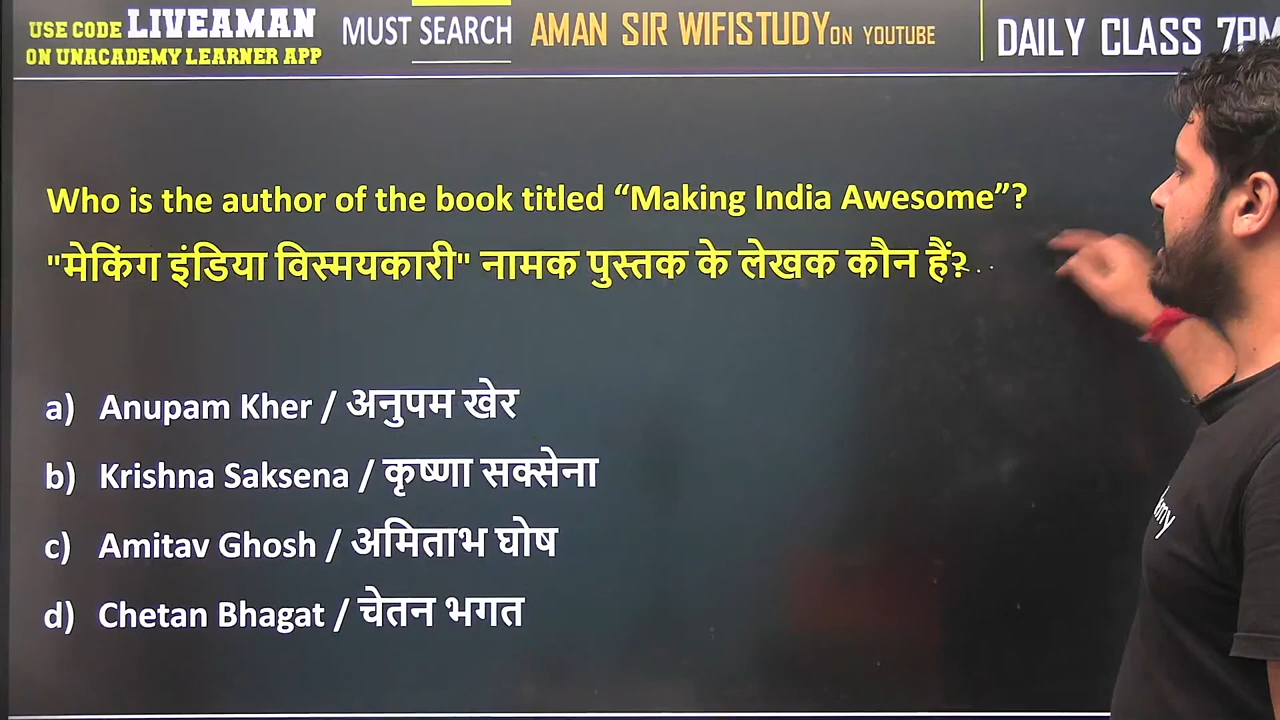 USE CODE LIVEAMAN
ON UNACADEMY LEARNER APP
MUST SEARCH
AMAN SIR WIFISTUDY ON YOUTUBE
DAILY CLASS 7PM
Who is the author of the book titled “Making India Awesome”?
"मेकिंग इंडिया विस्मयकारी" नामक पुस्तक के लेखक कौन हैं?
a) Anupam Kher / अनुपम खेर
b) Krishna Saksena / कृष्णा सक्सेना
c) Amitav Ghosh / अमिताभ घोष
d) Chetan Bhagat / चेतन भगत